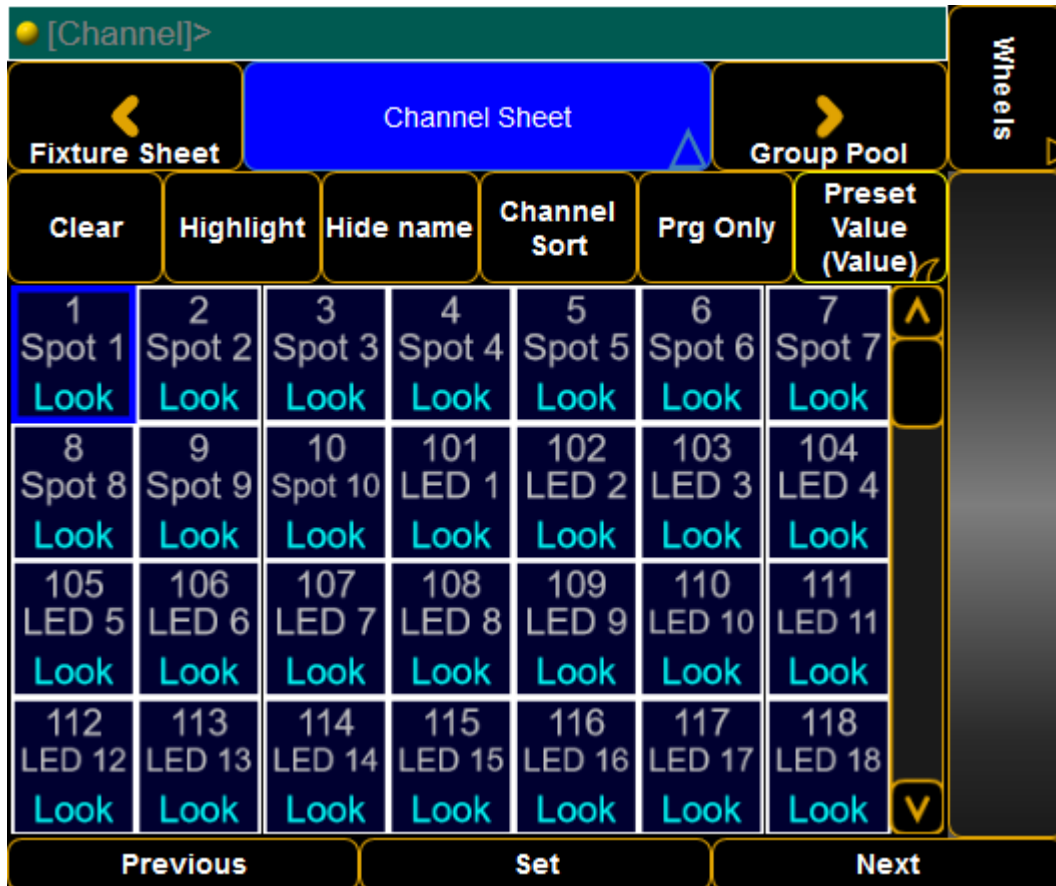 [Channel]>
Wheels
Fixture Sheet
Channel Sheet
Group Pool
Clear
Highlight
Hide name
Channel
Sort
Prg Only
Preset
Value
(Value)
1 2 3 4 5 6 7
Spot 1 Spot 2 Spot 3 Spot 4 Spot 5 Spot 6 Spot 7
Look Look Look Look Look Look Look
8 9 10 101 102 103 104
Spot 8 Spot 9 Spot 10 LED 1 LED 2 LED 3 LED 4
Look Look Look Look Look Look Look
105 106 107 108 109 110 111
LED 5 LED 6 LED 7 LED 8 LED 9 LED 10 LED 11
Look Look Look Look Look Look Look
112 113 114 115 116 117 118
LED 12 LED 13 LED 14 LED 15 LED 16 LED 17 LED 18
Look Look Look Look Look Look Look
Previous Set Next